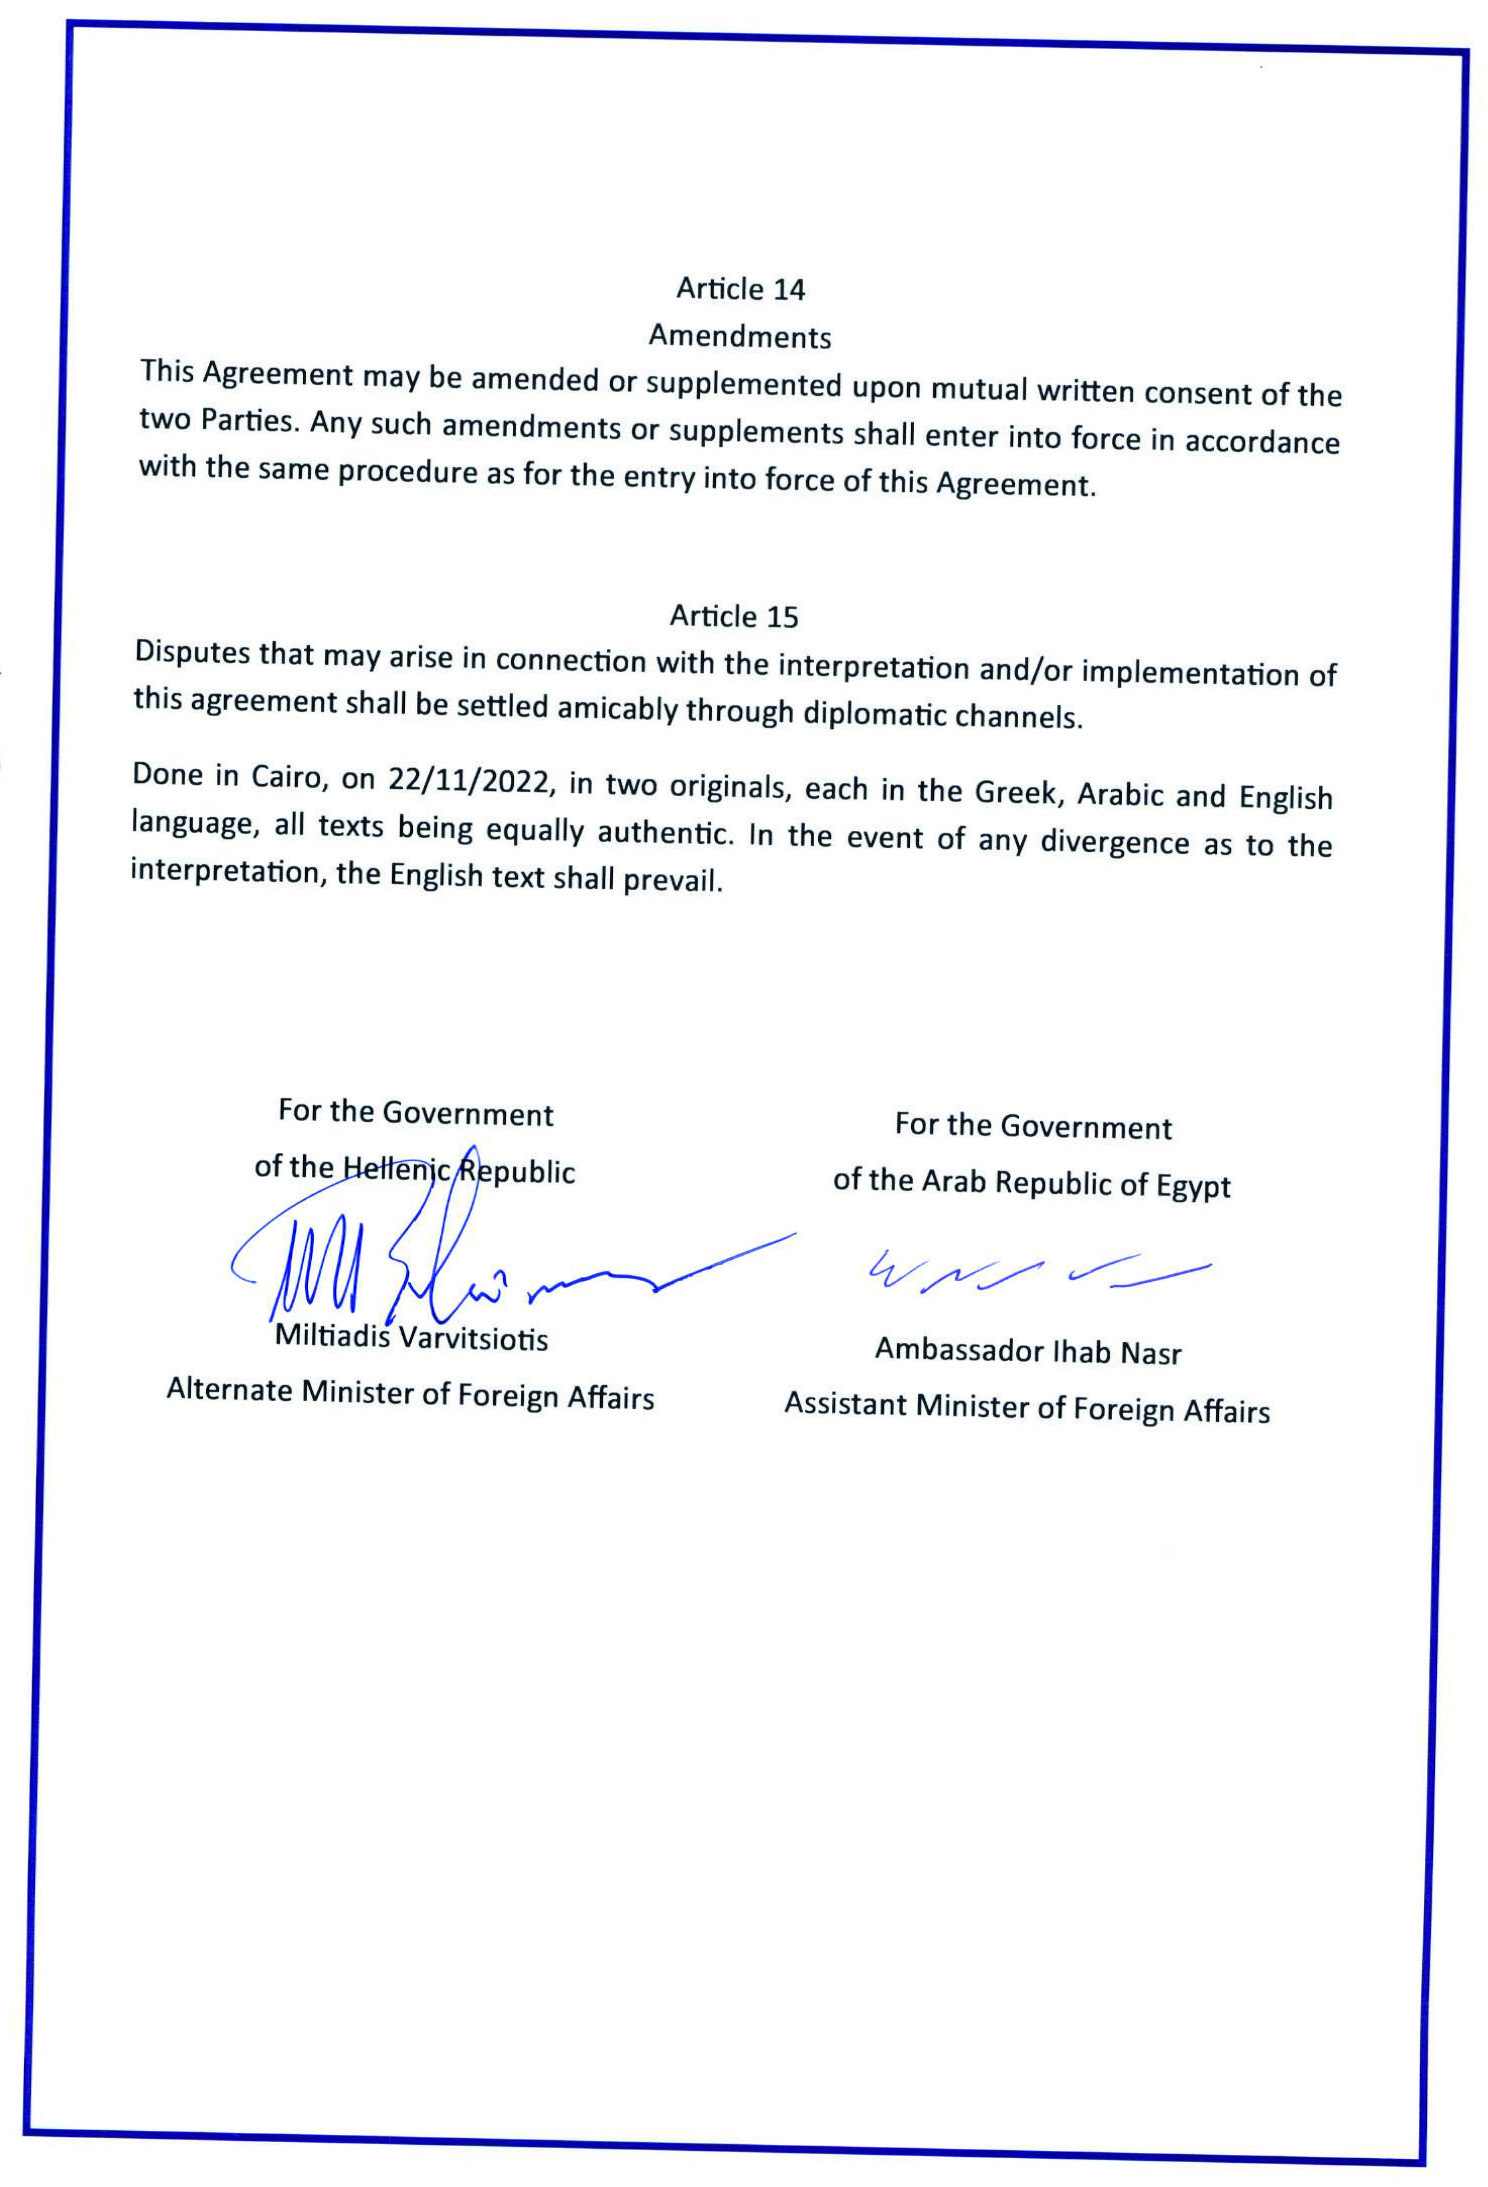 Article 14
Amendments
This Agreement may be amended or supplemented upon mutual written consent of the
two Parties. Any such amendments or supplements shall enter into force in accordance
with the same procedure as for the entry into force of this Agreement.
Article 15
Disputes that may arise in connection with the interpretation and/or implementation of
this agreement shall be settled amicably through diplomatic channels.
Done in Cairo, on 22/11/2022, in two originals, each in the Greek, Arabic and English
language, all texts being equally authentic. In the event of any divergence as to the
interpretation, the English text shall prevail.
For the Government
of the Hellenic Republic
Miltiadis Varvitsiotis
Alternate Minister of Foreign Affairs
For the Government
of the Arab Republic of Egypt
Ambassador Ihab Nasr
Assistant Minister of Foreign Affairs